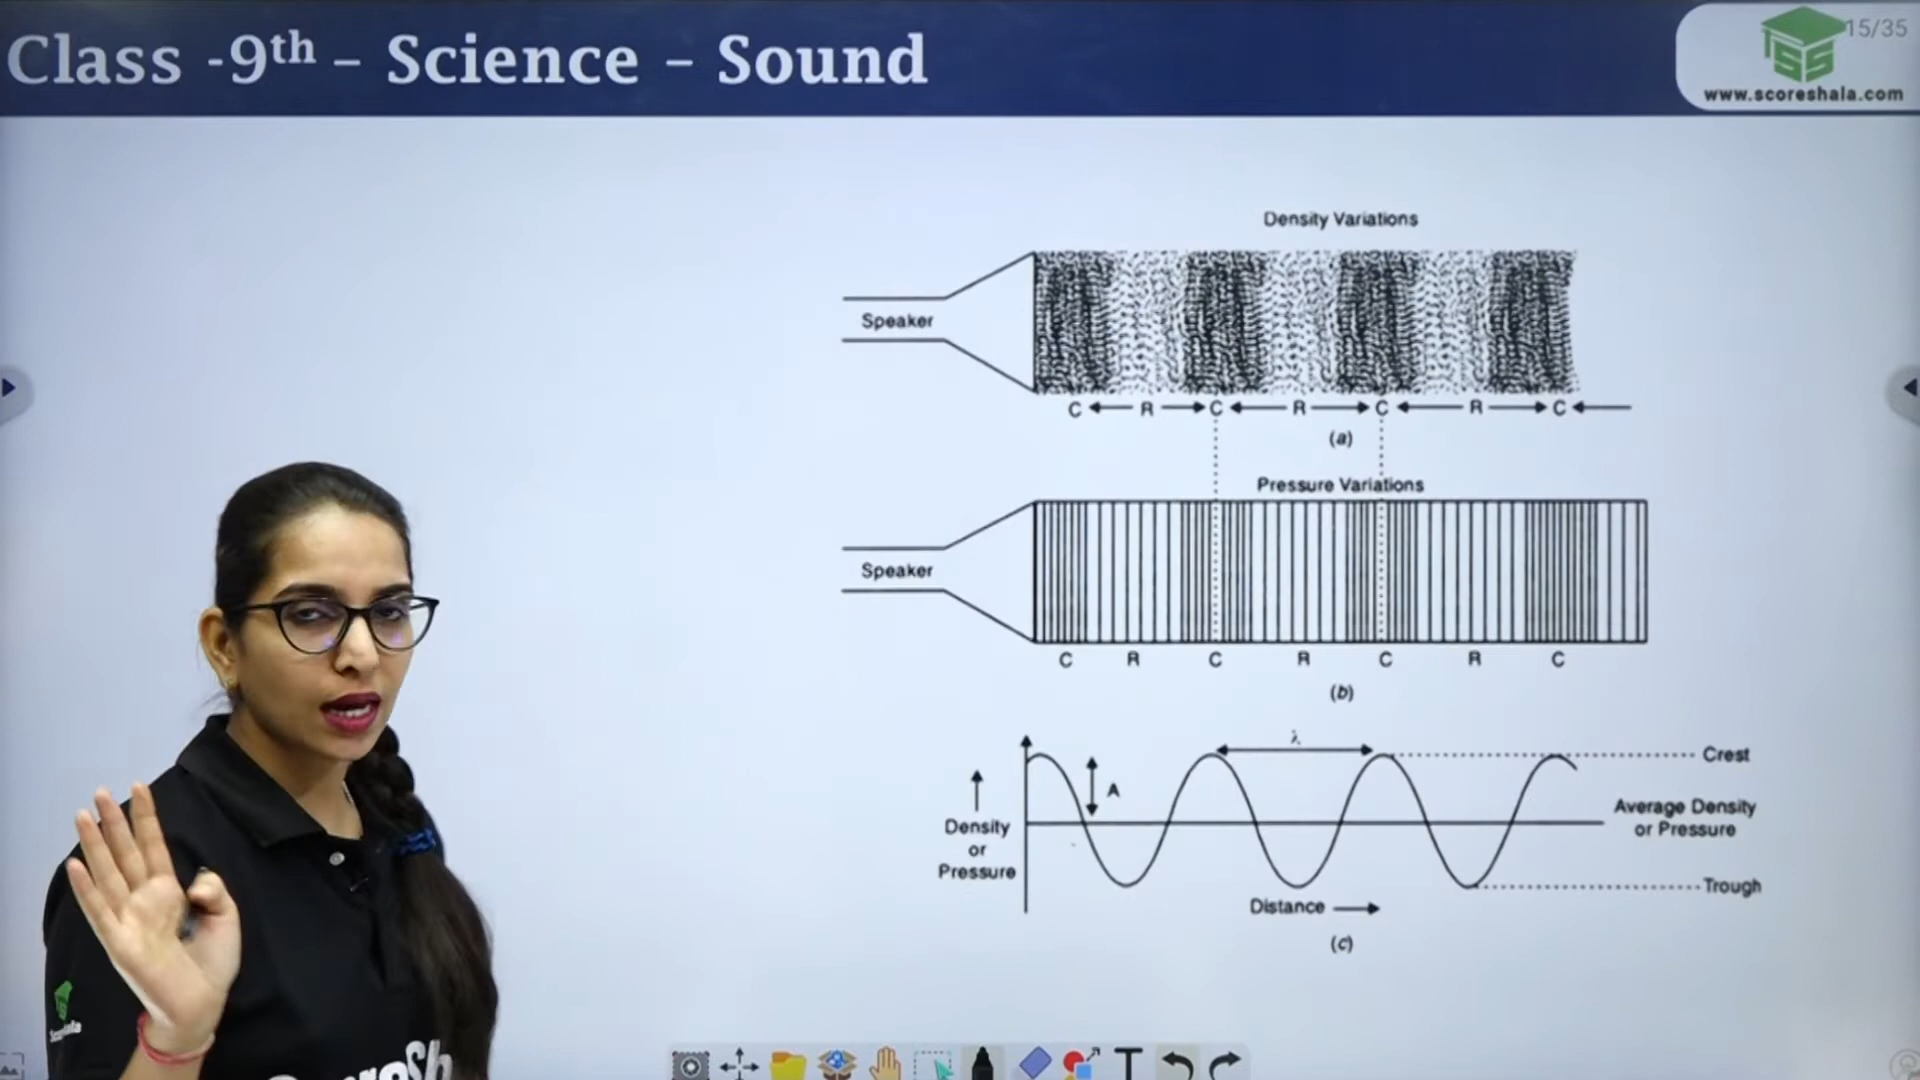 Class -9th – Science – Sound
15/35
www.scoreshala.com
Density Variations
Speaker
C R C R C R C
(a)
Pressure Variations
Speaker
C R C R C R C
(b)
λ
Crest
A
Average Density
or Pressure
Density
or
Pressure
Trough
Distance
(c)